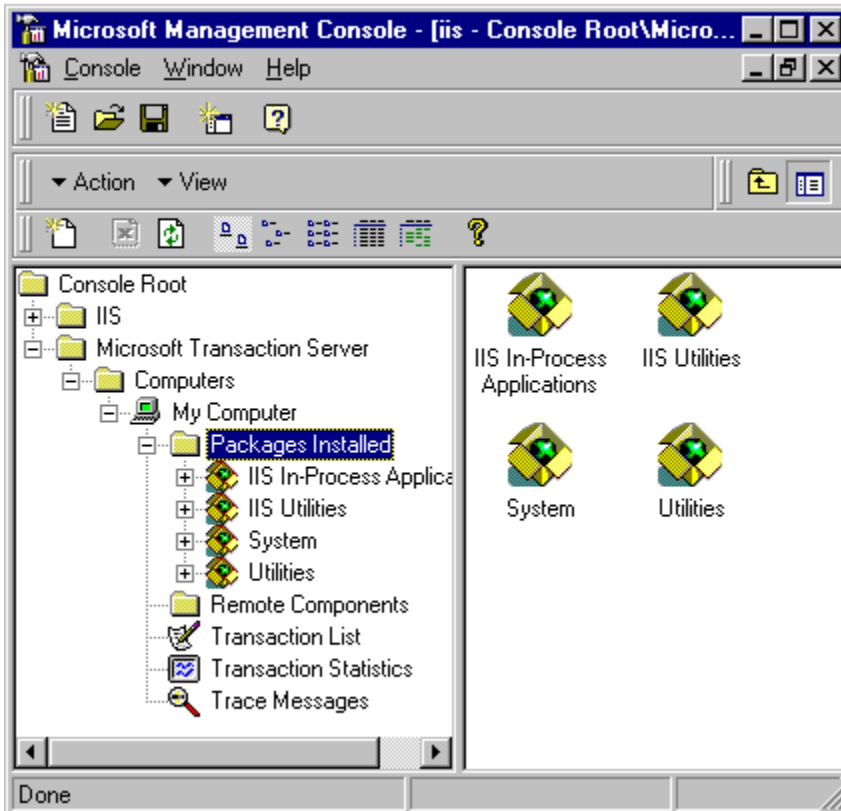 Microsoft Management Console - [iis - Console Root\Micro...
Console Window Help
Action View
Console Root
IIS
Microsoft Transaction Server
Computers
My Computer
Packages Installed
IIS In-Process Applica
IIS Utilities
System
Utilities
Remote Components
Transaction List
Transaction Statistics
Trace Messages
IIS In-Process
Applications
IIS Utilities
System
Utilities
Done